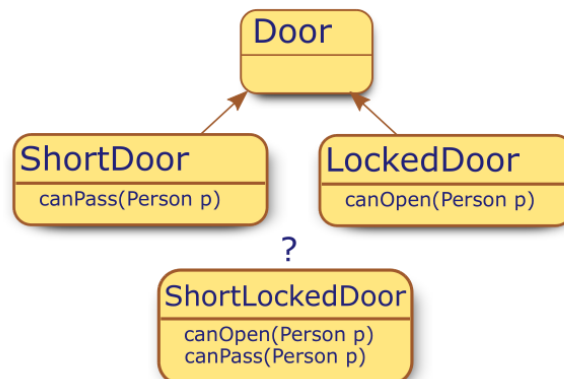 Door
ShortDoor
canPass(Person p)
LockedDoor
canOpen(Person p)
?
ShortLockedDoor
canOpen(Person p)
canPass(Person p)